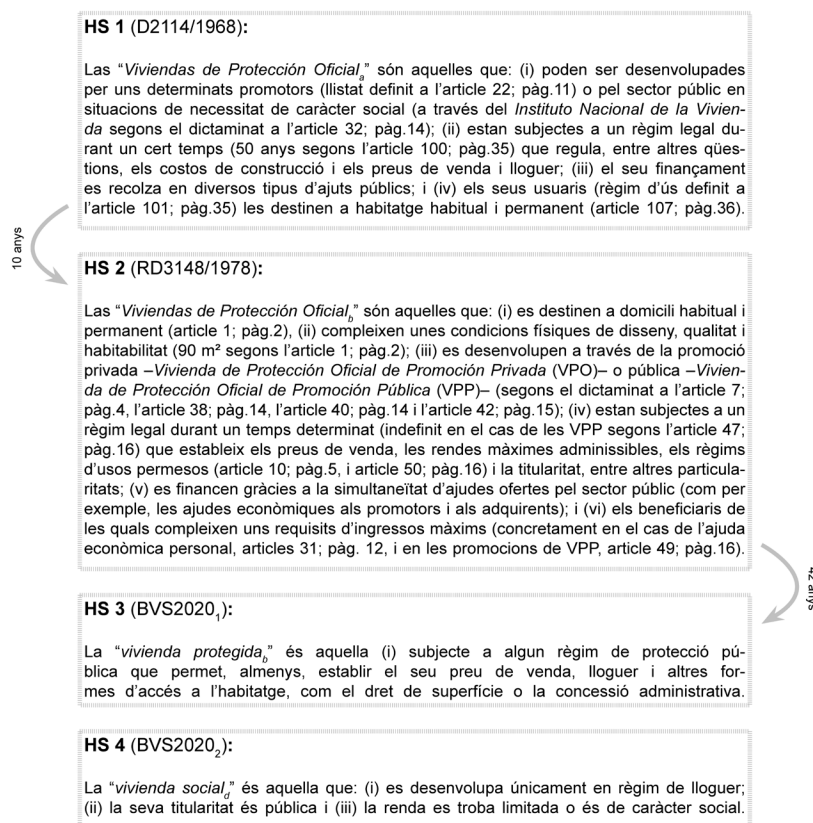 HS 1 (D2114/1968):
Las “Viviendas de Protección Oficialₐ” són aquelles que: (i) poden ser desenvolupades
per uns determinats promotors (llistat definit a l’article 22; pàg.11) o pel sector públic en
situacions de necessitat de caràcter social (a través del Instituto Nacional de la Vivien-
da segons el dictaminat a l’article 32; pàg.14); (ii) estan subjectes a un règim legal du-
rant un cert temps (50 anys segons l’article 100; pàg.35) que regula, entre altres qües-
tions, els costos de construcció i els preus de venda i lloguer; (iii) el seu finançament
es recolza en diversos tipus d’ajuts públics; i (iv) els seus usuaris (règim d’ús definit a
l’article 101; pàg.35) les destinen a habitatge habitual i permanent (article 107; pàg.36).
10 anys
HS 2 (RD3148/1978):
Las “Viviendas de Protección Oficial_b” són aquelles que: (i) es destinen a domicili habitual i
permanent (article 1; pàg.2), (ii) compleixen unes condicions físiques de disseny, qualitat i
habitabilitat (90 m² segons l’article 1; pàg.2); (iii) es desenvolupen a través de la promoció
privada –Vivienda de Protección Oficial de Promoción Privada (VPO)– o pública –Vivien-
da de Protección Oficial de Promoción Pública (VPP)– (segons el dictaminat a l’article 7;
pàg.4, l’article 38; pàg.14, l’article 40; pàg.14 i l’article 42; pàg.15); (iv) estan subjectes a un
règim legal durant un temps determinat (indefinit en el cas de les VPP segons l’article 47;
pàg.16) que estableix els preus de venda, les rendes màximes adminissibles, els règims
d’usos permesos (article 10; pàg.5, i article 50; pàg.16) i la titularitat, entre altres particula-
ritats; (v) es financen gràcies a la simultaneïtat d’ajudes ofertes pel sector públic (com per
exemple, les ajudes econòmiques als promotors i als adquirents); i (vi) els beneficiaris de
les quals compleixen uns requisits d’ingressos màxims (concretament en el cas de l’ajuda
econòmica personal, articles 31; pàg. 12, i en les promocions de VPP, article 49; pàg.16).
42 anys
HS 3 (BVS2020₁):
La “vivienda protegida_b” és aquella (i) subjecte a algun règim de protecció pú-
blica que permet, almenys, establir el seu preu de venda, lloguer i altres for-
mes d’accés a l’habitatge, com el dret de superfície o la concessió administrativa.
HS 4 (BVS2020₂):
La “vivienda social_d” és aquella que: (i) es desenvolupa únicament en règim de lloguer;
(ii) la seva titularitat és pública i (iii) la renda es troba limitada o és de caràcter social.